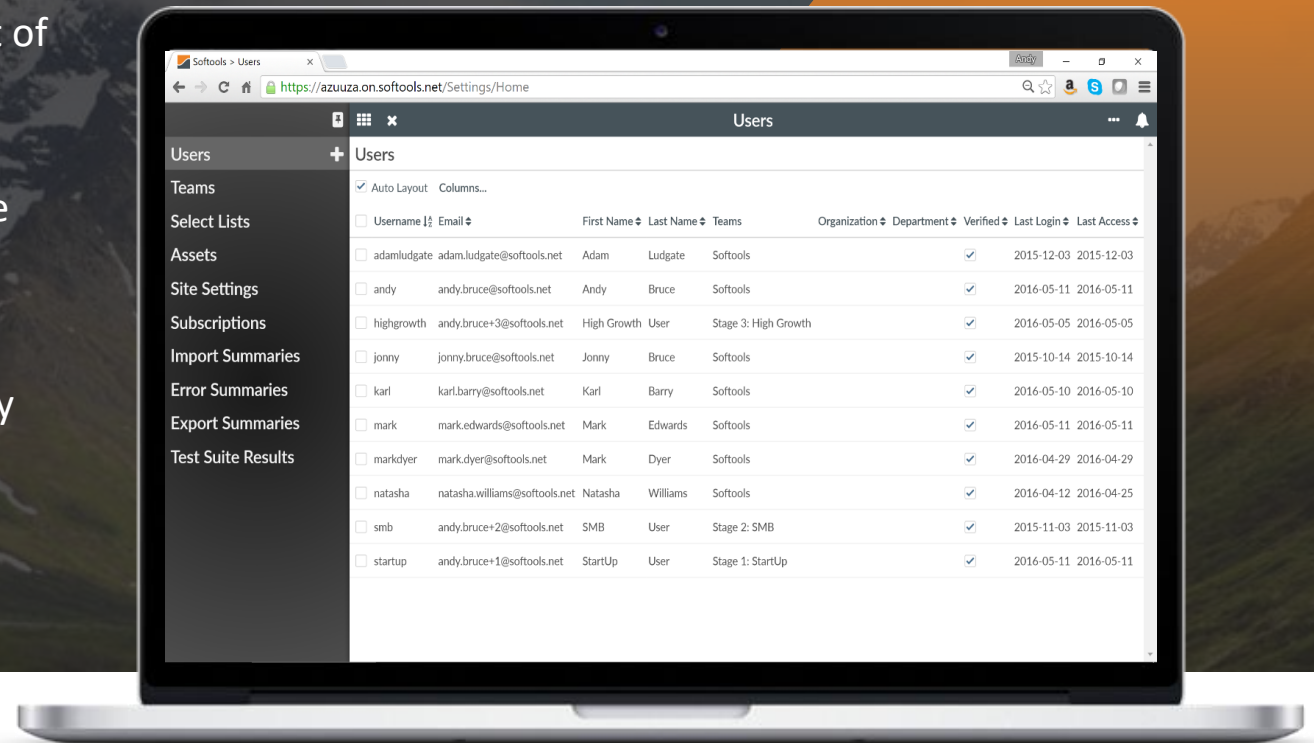 t of
e
y
Softools > Users
Andy
https://azuuza.on.softools.net/Settings/Home
Users
Users
Teams
Select Lists
Assets
Site Settings
Subscriptions
Import Summaries
Error Summaries
Export Summaries
Test Suite Results
Users
Auto Layout Columns...
Username Email First Name Last Name Teams Organization Department Verified Last Login Last Access
adamludgate adam.ludgate@softools.net Adam Ludgate Softools 2015-12-03 2015-12-03
andy andy.bruce@softools.net Andy Bruce Softools 2016-05-11 2016-05-11
highgrowth andy.bruce+3@softools.net High Growth User Stage 3: High Growth 2016-05-05 2016-05-05
jonny jonny.bruce@softools.net Jonny Bruce Softools 2015-10-14 2015-10-14
karl karl.barry@softools.net Karl Barry Softools 2016-05-10 2016-05-10
mark mark.edwards@softools.net Mark Edwards Softools 2016-05-11 2016-05-11
markdyer mark.dyer@softools.net Mark Dyer Softools 2016-04-29 2016-04-29
natasha natasha.williams@softools.net Natasha Williams Softools 2016-04-12 2016-04-25
smb andy.bruce+2@softools.net SMB User Stage 2: SMB 2015-11-03 2015-11-03
startup andy.bruce+1@softools.net StartUp User Stage 1: StartUp 2016-05-11 2016-05-11